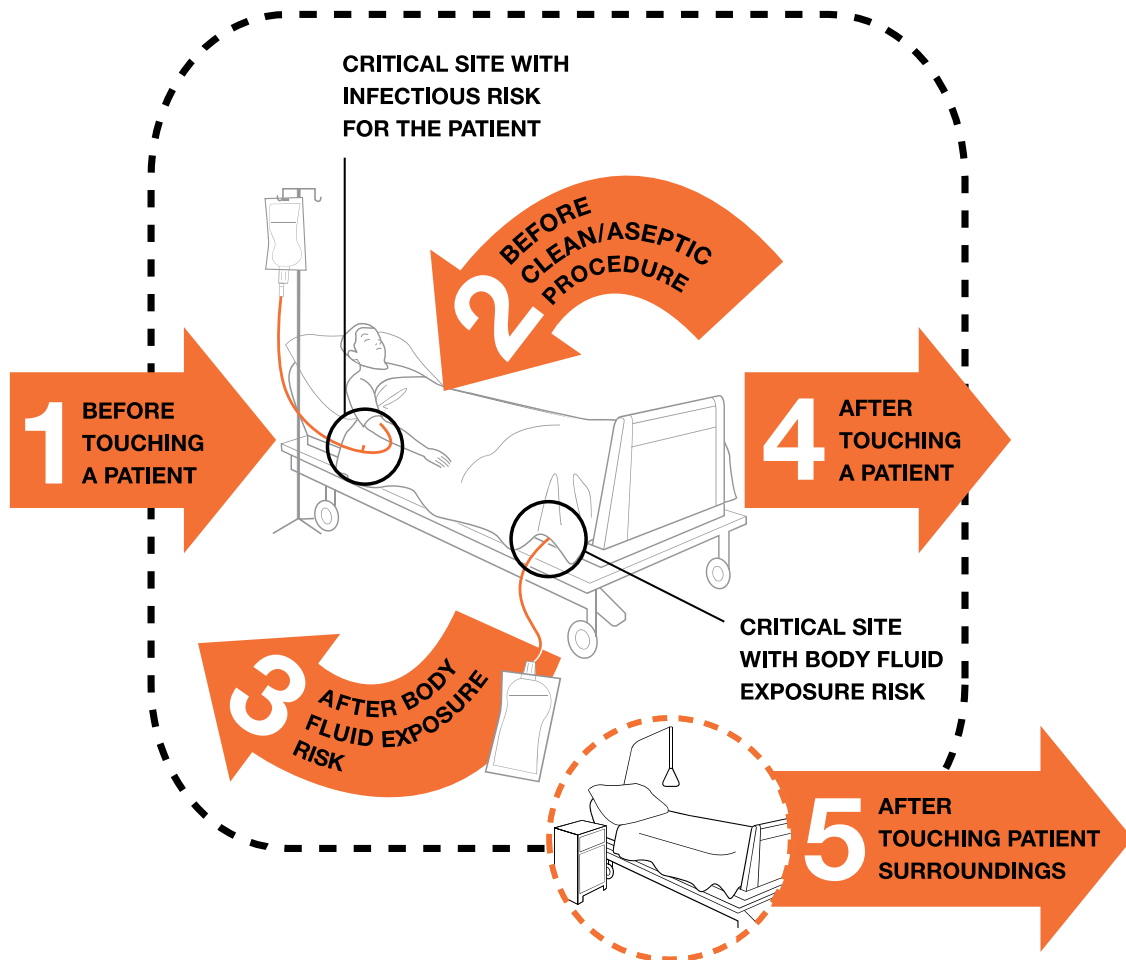 CRITICAL SITE WITH
INFECTIOUS RISK
FOR THE PATIENT
1
BEFORE
TOUCHING
A PATIENT
2
BEFORE
CLEAN/ASEPTIC
PROCEDURE
3
AFTER BODY
FLUID EXPOSURE
RISK
4
AFTER
TOUCHING
A PATIENT
CRITICAL SITE
WITH BODY FLUID
EXPOSURE RISK
5
AFTER
TOUCHING PATIENT
SURROUNDINGS